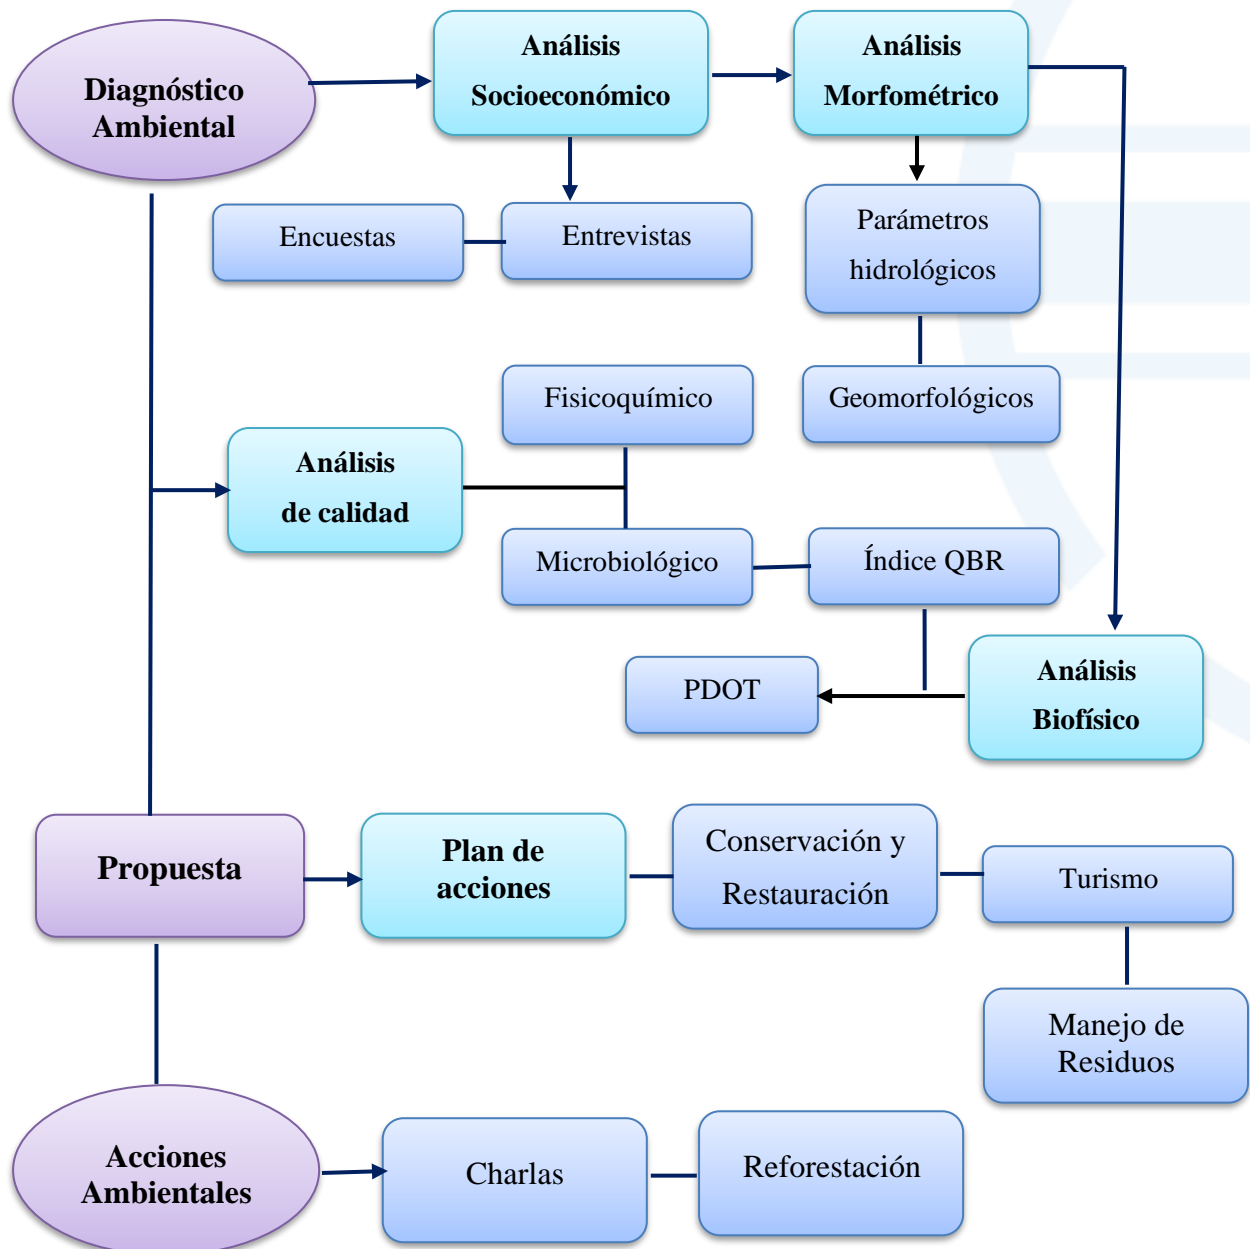 Diagnóstico
Ambiental
Análisis
Socioeconómico
Análisis
Morfométrico
Encuestas
Entrevistas
Parámetros
hidrológicos
Geomorfológicos
Fisicoquímico
Análisis
de calidad
Microbiológico
Índice QBR
PDOT
Análisis
Biofísico
Propuesta
Plan de
acciones
Conservación y
Restauración
Turismo
Manejo de
Residuos
Acciones
Ambientales
Charlas
Reforestación